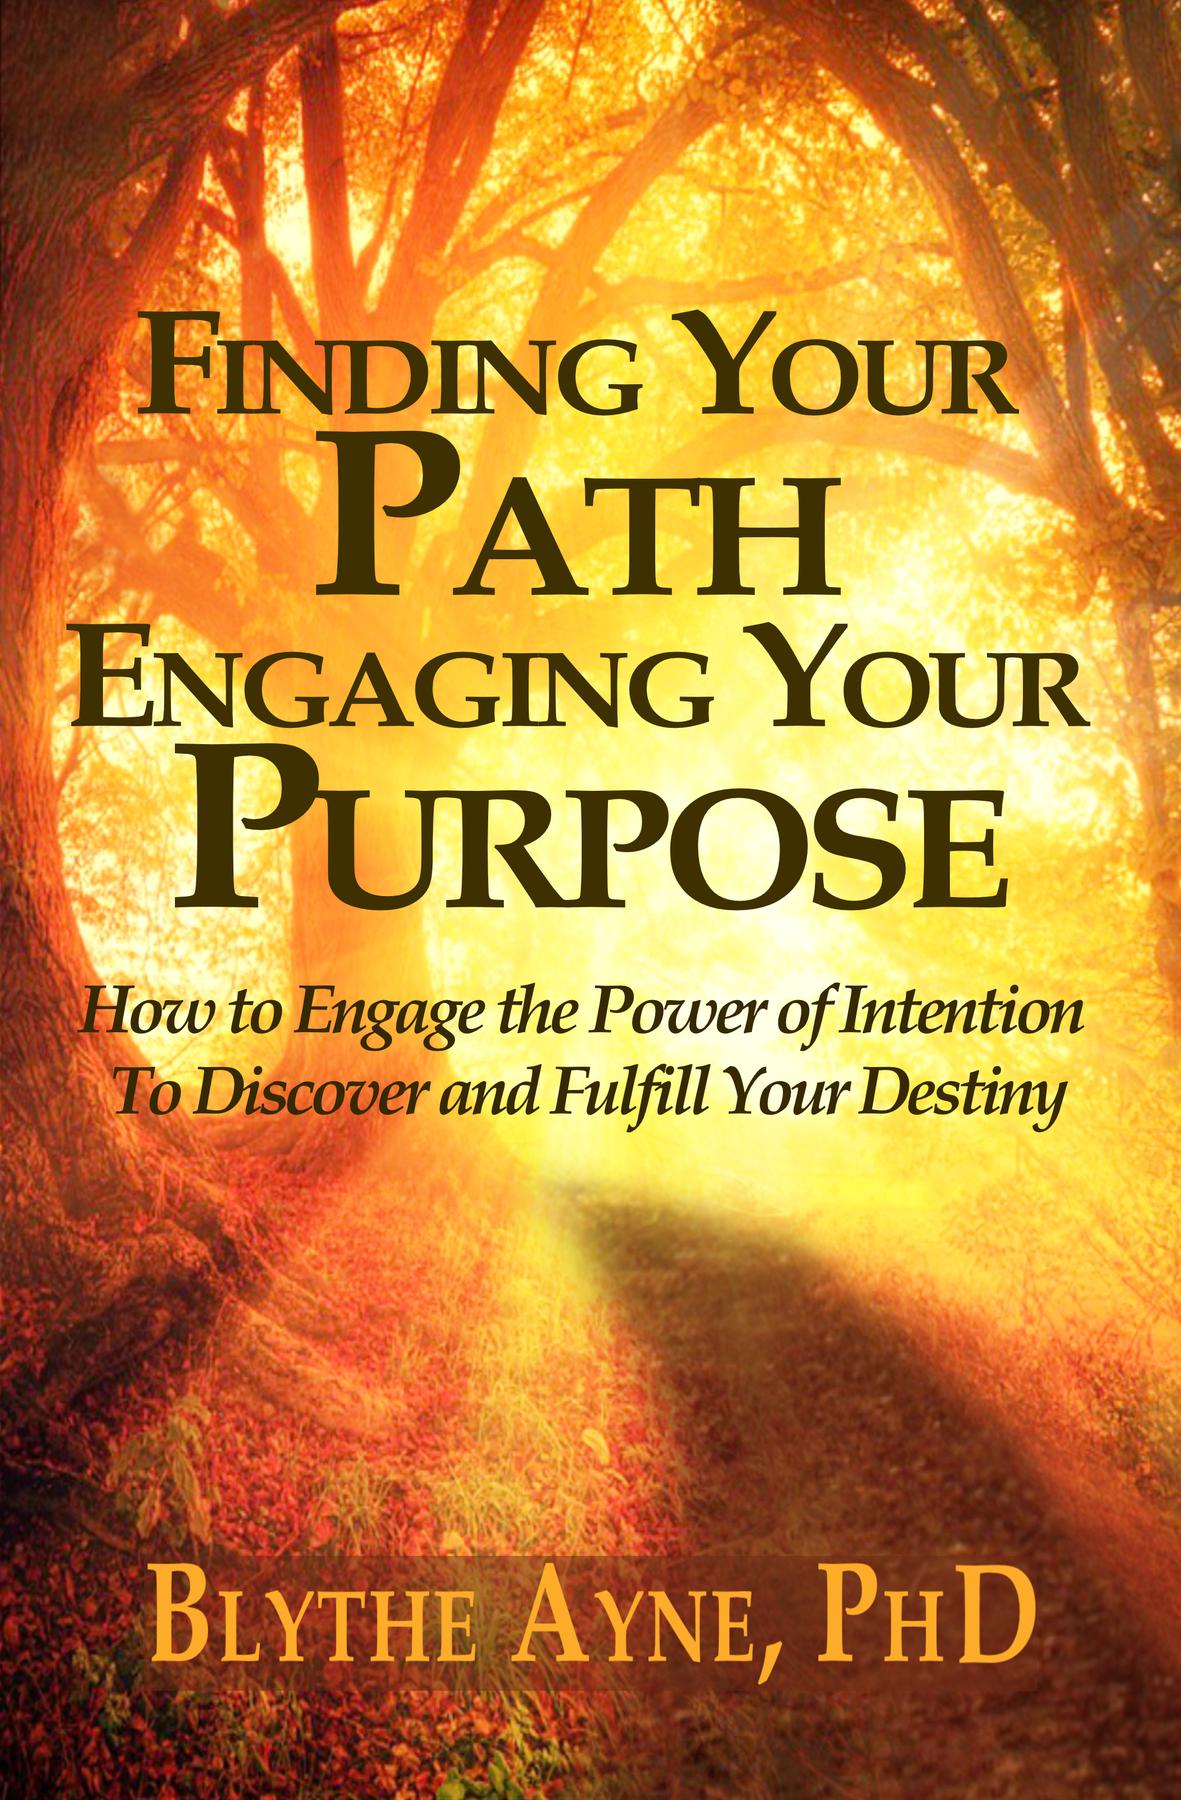 Finding Your
Path
Engaging Your
Purpose
How to Engage the Power of Intention
To Discover and Fulfill Your Destiny
Blythe Ayne, PhD